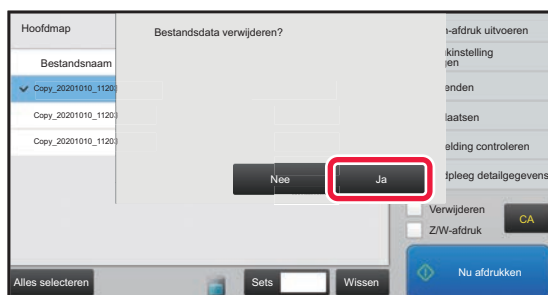 Hoofdmap
Bestandsnaam
Copy_20201010_11203
Copy_20201010_11203
Copy_20201010_11203
Bestandsdata verwijderen?
Nee
Ja
-afdruk uitvoeren
kinstelling
gen
enden
laatsen
elding controleren
dpleeg detailgegevens
Verwijderen
Z/W-afdruk
CA
Alles selecteren
Sets
Wissen
Nu afdrukken